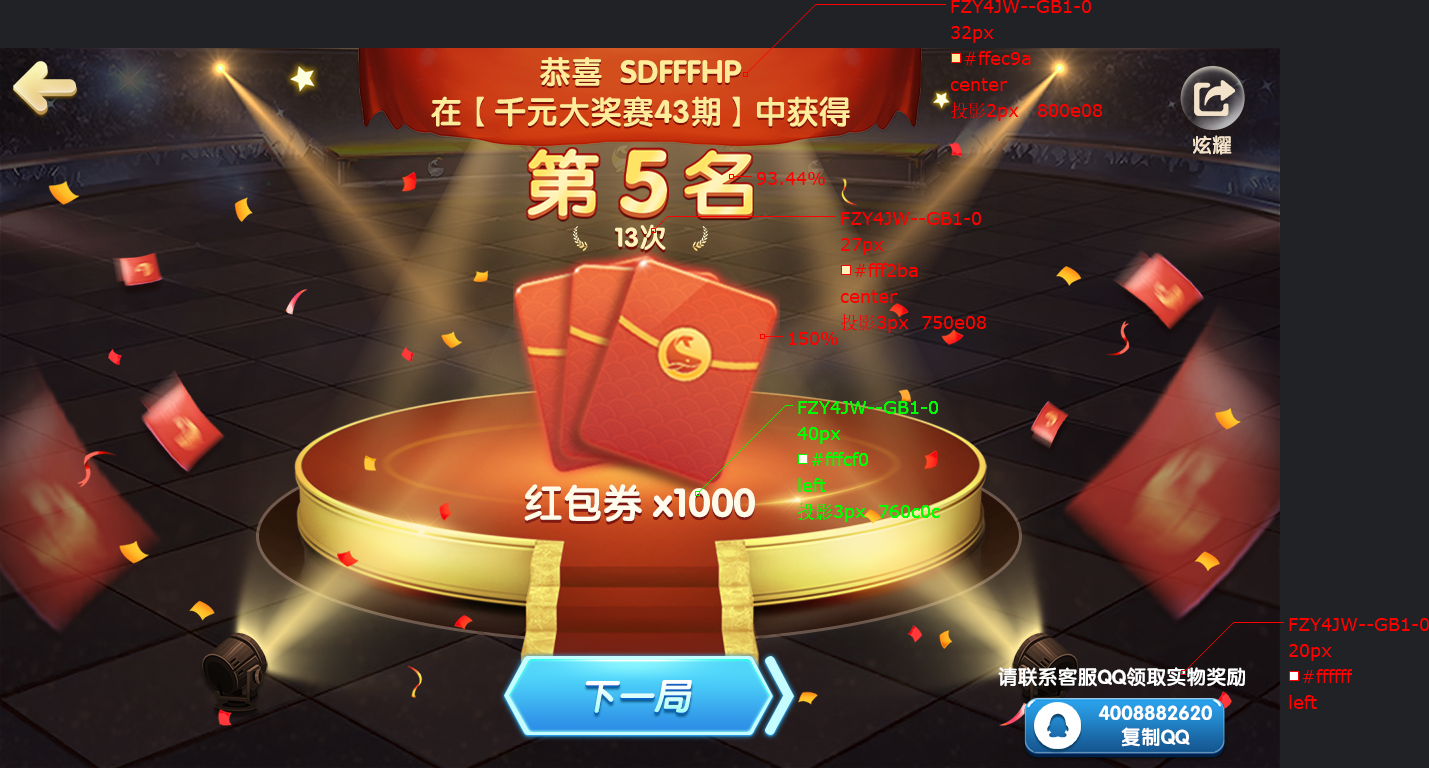 FZY4JW--GB1-0
32px
#ffec9a
center
投影2px 800e08
恭喜 SDFFFHP
在【千元大奖赛43期】中获得
炫耀
第5名
93.44%
13次
FZY4JW--GB1-0
27px
#fff2ba
center
投影3px 750e08
150%
FZY4JW--GB1-0
40px
#fffcf0
left
投影3px 760c0e
红包券 x1000
FZY4JW--GB1-0
20px
#ffffff
left
请联系客服QQ领取实物奖励
下一局
4008882620
复制QQ